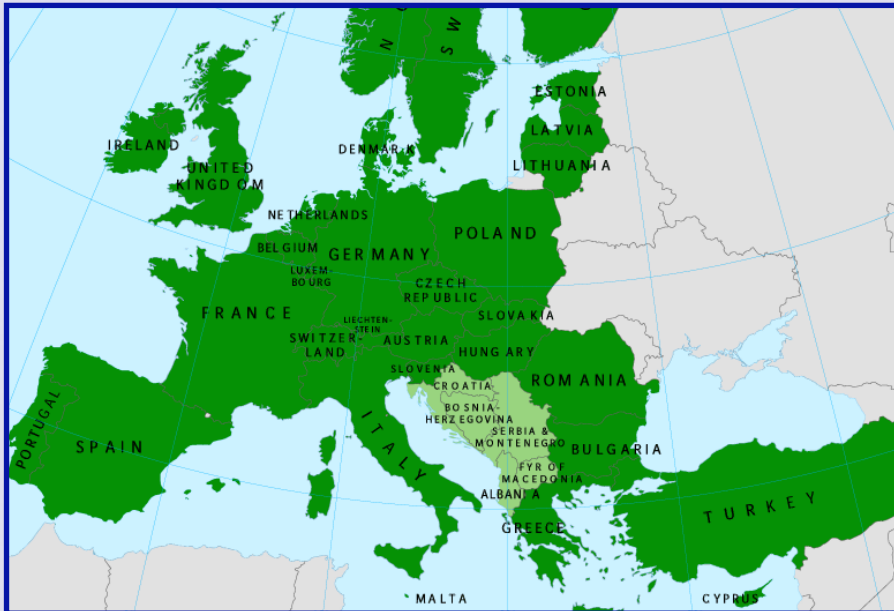 N
S W
ESTONIA
LATVIA
LITHUANIA
IRELAND
UNITED
KINGDOM
DENMARK
NETHERLANDS
BELGIUM
LUXEM-
BOURG
GERMANY
POLAND
CZECH
REPUBLIC
SLOVAKIA
FRANCE
LIECHTEN-
STEIN
SWITZER-
LAND
AUSTRIA
HUNGARY
SLOVENIA
CROATIA
ROMANIA
BOSNIA-
HERZEGOVINA
SERBIA &
MONTENEGRO
BULGARIA
PORTUGAL
SPAIN
ITALY
FYR OF
MACEDONIA
ALBANIA
GREECE
TURKEY
MALTA
CYPRUS